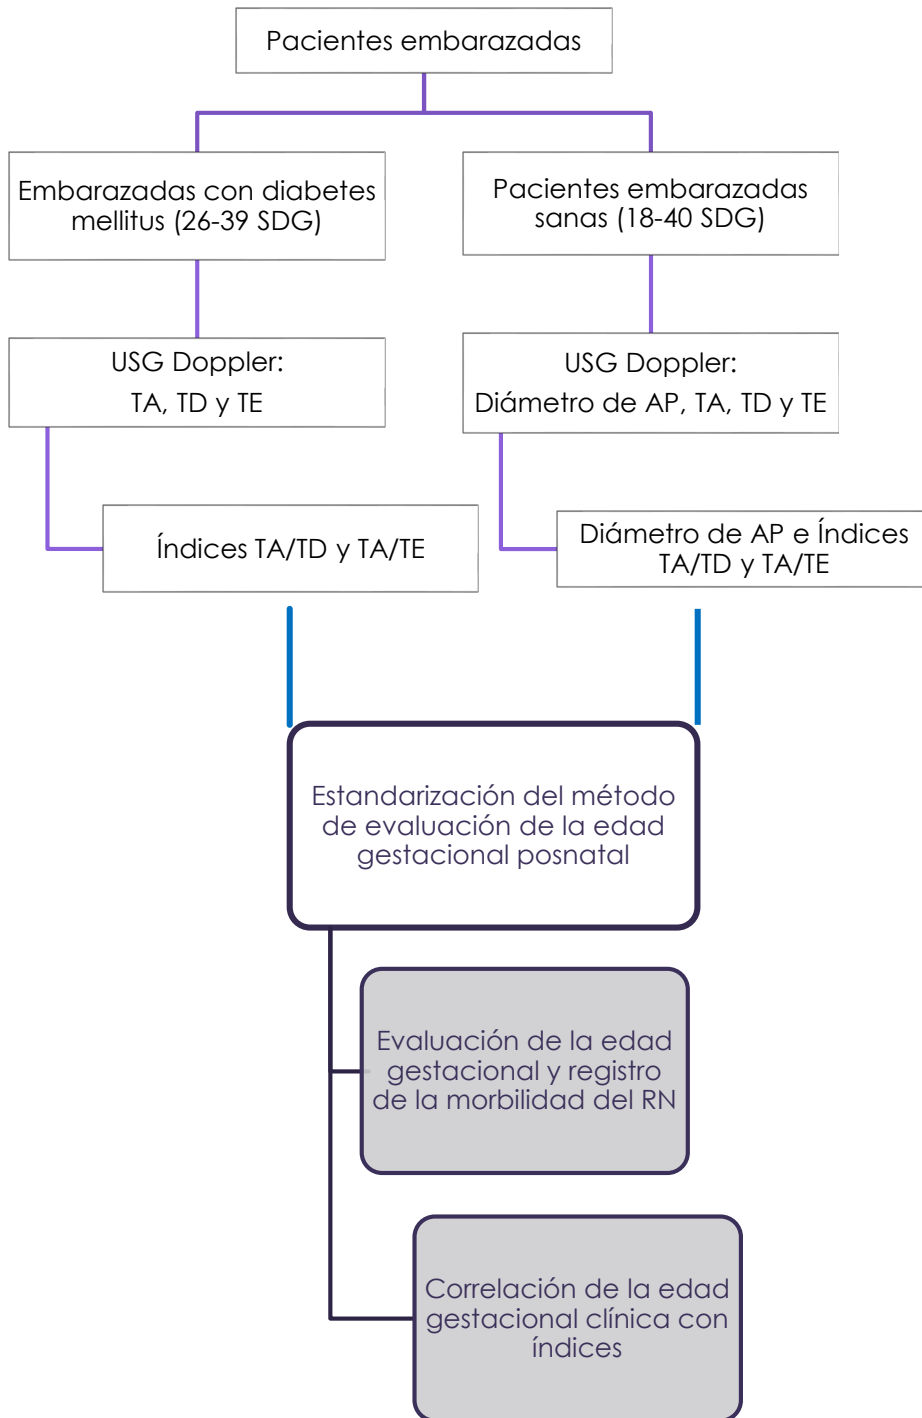 Pacientes embarazadas
Embarazadas con diabetes
mellitus (26-39 SDG)
Pacientes embarazadas
sanas (18-40 SDG)
USG Doppler:
TA, TD y TE
USG Doppler:
Diámetro de AP, TA, TD y TE
Índices TA/TD y TA/TE
Diámetro de AP e Índices
TA/TD y TA/TE
Estandarización del método
de evaluación de la edad
gestacional posnatal
Evaluación de la edad
gestacional y registro
de la morbilidad del RN
Correlación de la edad
gestacional clínica con
índices